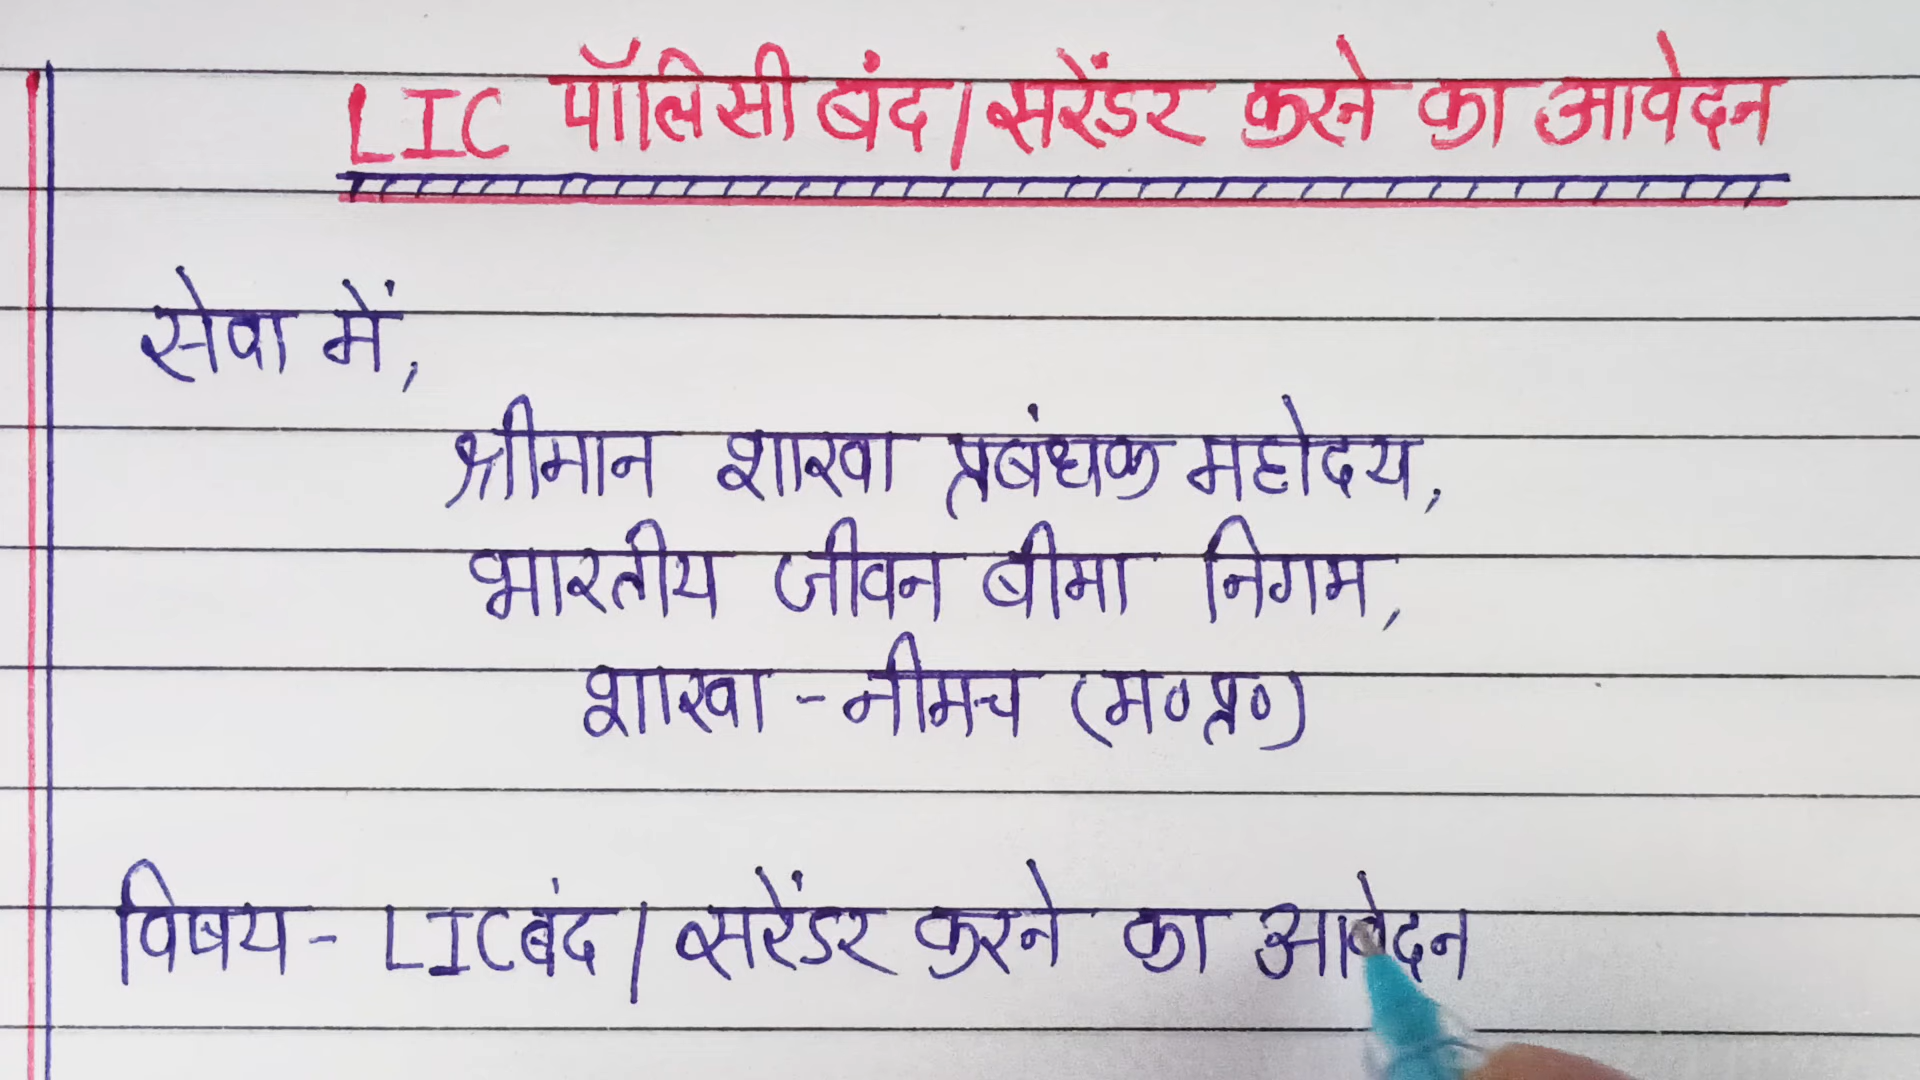 LIC पॉलिसी बंद/सरेंडर करने का आवेदन
सेवा में,
श्रीमान शाखा प्रबंधक महोदय,
भारतीय जीवन बीमा निगम,
शाखा - नीमच (म०प्र०)
विषय - LIC बंद/सरेंडर करने का आवेदन